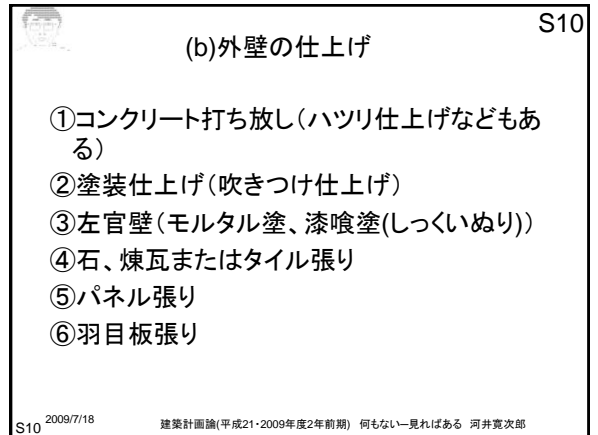 S10
(b)外壁の仕上げ
①コンクリート打ち放し（ハツリ仕上げなどもあ
る）
②塗装仕上げ（吹きつけ仕上げ）
③左官壁（モルタル塗、漆喰塗(しっくいぬり)）
④石、煉瓦またはタイル張り
⑤パネル張り
⑥羽目板張り
S10 2009/7/18 建築計画論(平成21・2009年度2年前期) 何もない―見ればある 河井寛次郎